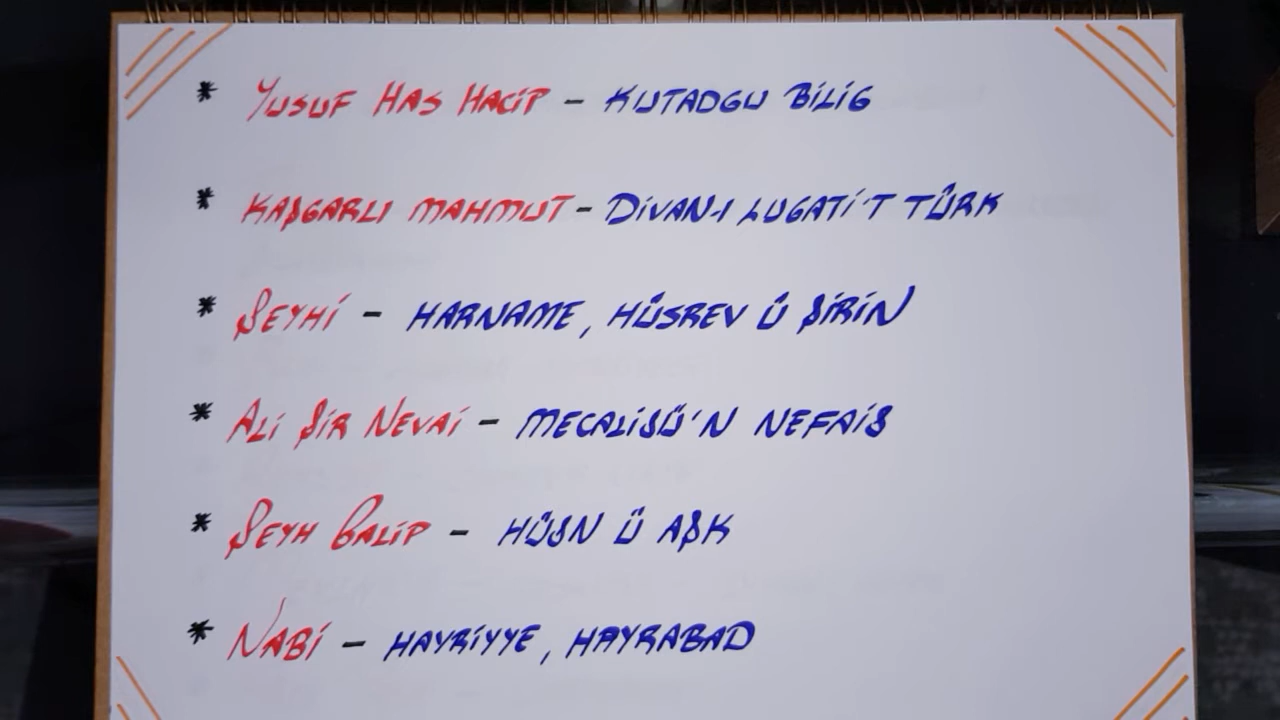 * YUSUF HAS HACİP - KUTADGU BİLİG
* KAŞGARLI MAHMUT - DİVAN-I LUGATİ'T TÜRK
* ŞEYHİ - HARNAME, HÜSREV Ü ŞİRİN
* ALİ ŞİR NEVAİ - MECALİSÜ'N NEFAİS
* ŞEYH GALİP - HÜSN Ü AŞK
* NABİ - HAYRİYYE, HAYRABAD